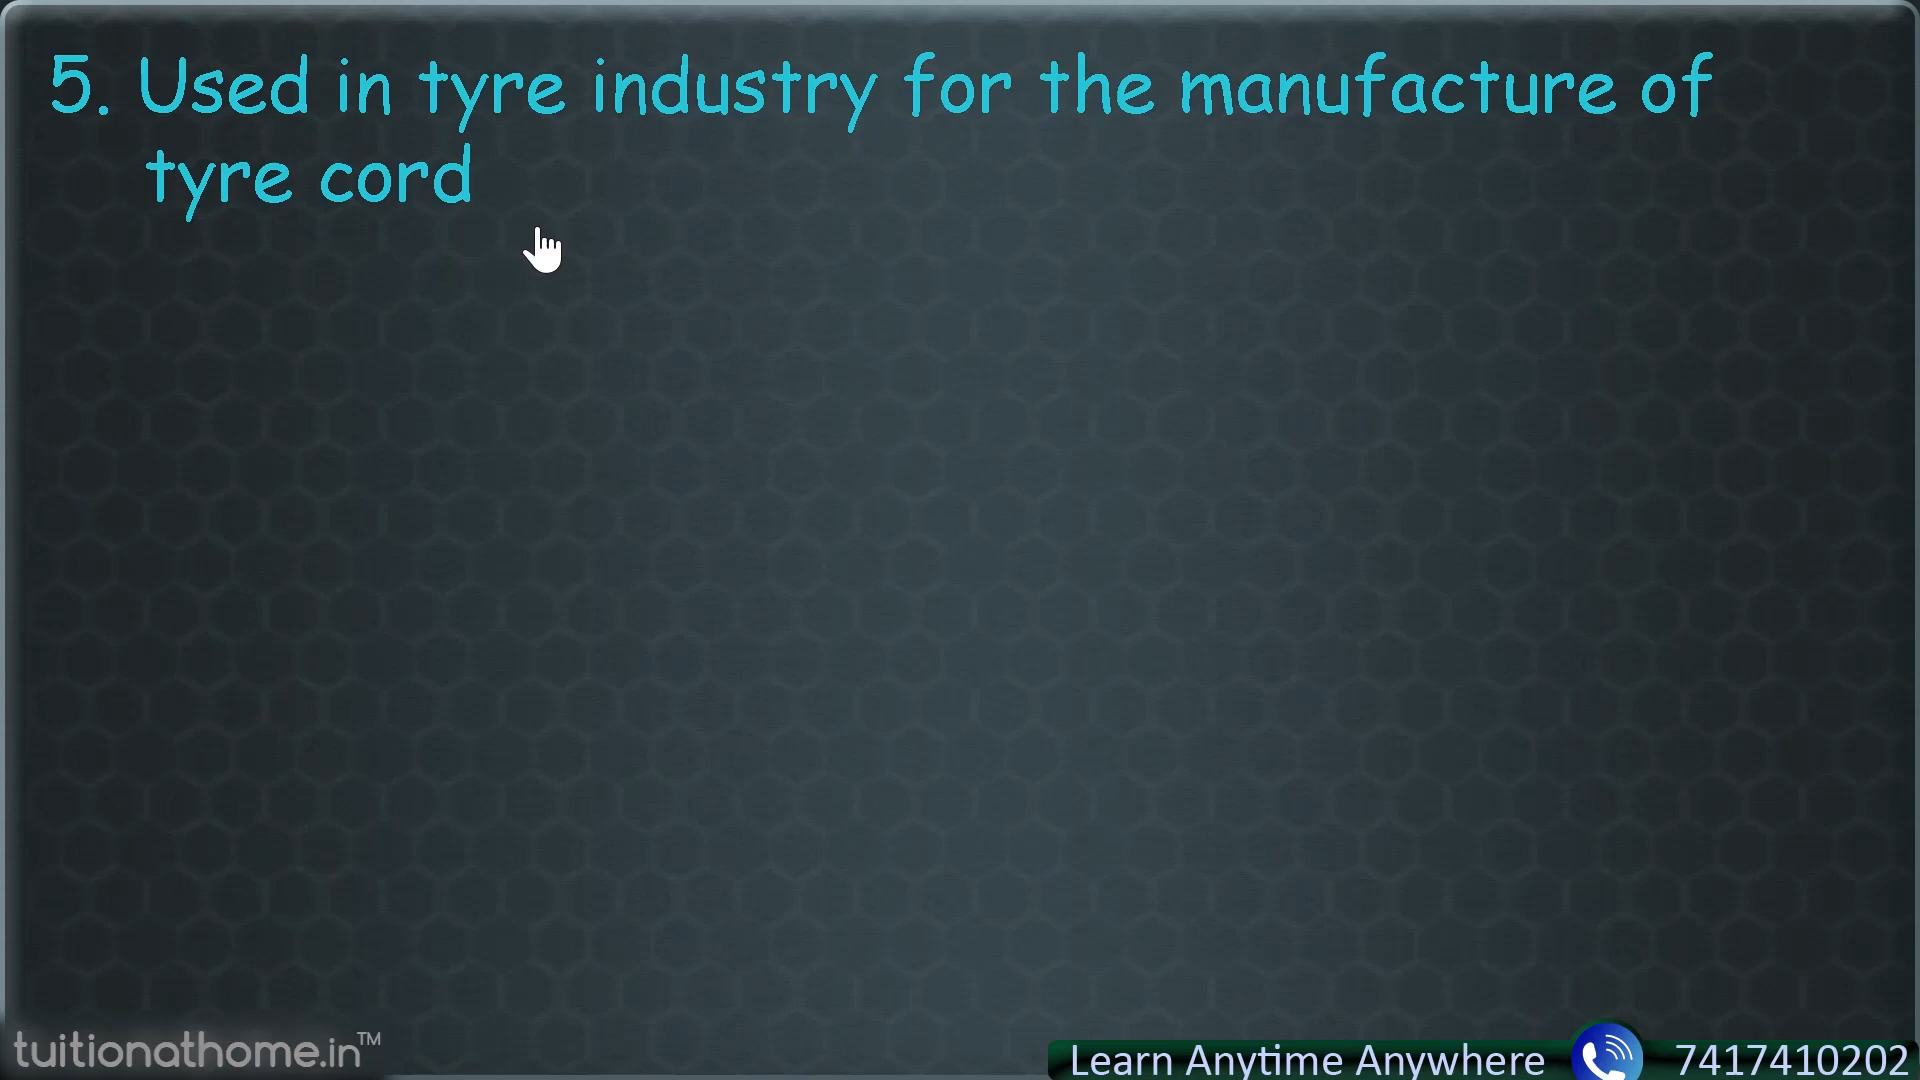 5. Used in tyre industry for the manufacture of
tyre cord
tuitionathome.in™
Learn Anytime Anywhere 7417410202